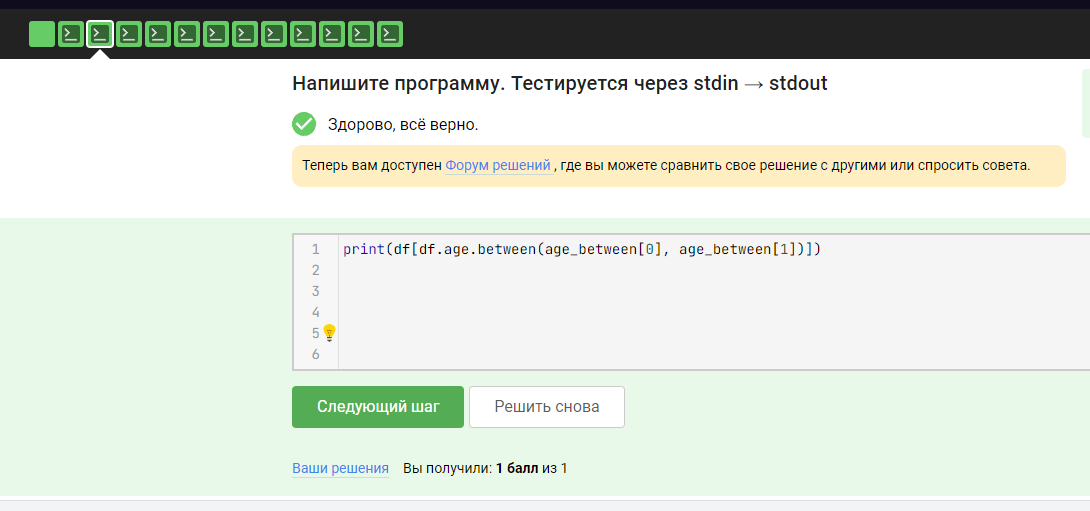 Напишите программу. Тестируется через stdin → stdout
Здорово, всё верно.
Теперь вам доступен Форум решений , где вы можете сравнить свое решение с другими или спросить совета.
1 print(df[df.age.between(age_between[0], age_between[1])])
2
3
4
5
6
Следующий шаг Решить снова
Ваши решения Вы получили: 1 балл из 1